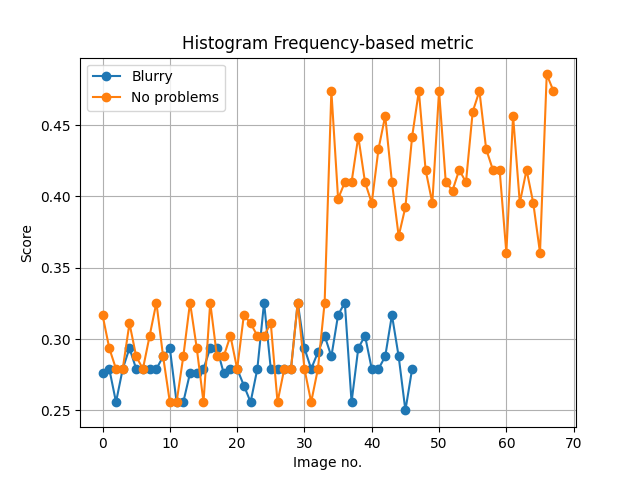 Histogram Frequency-based metric
Blurry
No problems
Score
0.45
0.40
0.35
0.30
0.25
0 10 20 30 40 50 60 70
Image no.